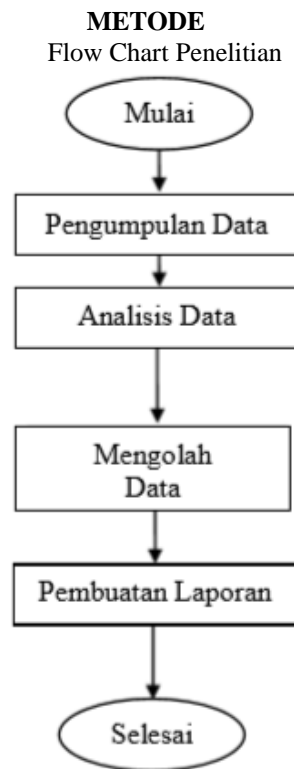 METODE
Flow Chart Penelitian
Mulai
Pengumpulan Data
Analisis Data
Mengolah
Data
Pembuatan Laporan
Selesai